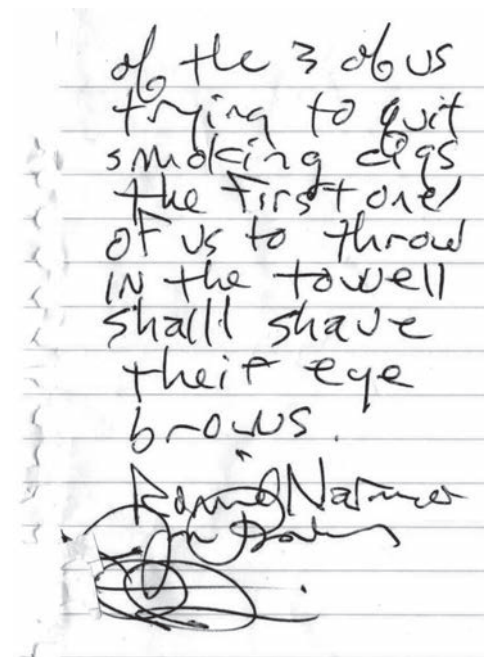 of the 3 of us
trying to quit
smoking cigs
the first one
of us to throw
IN the towell
shall shave
their eye
brows.